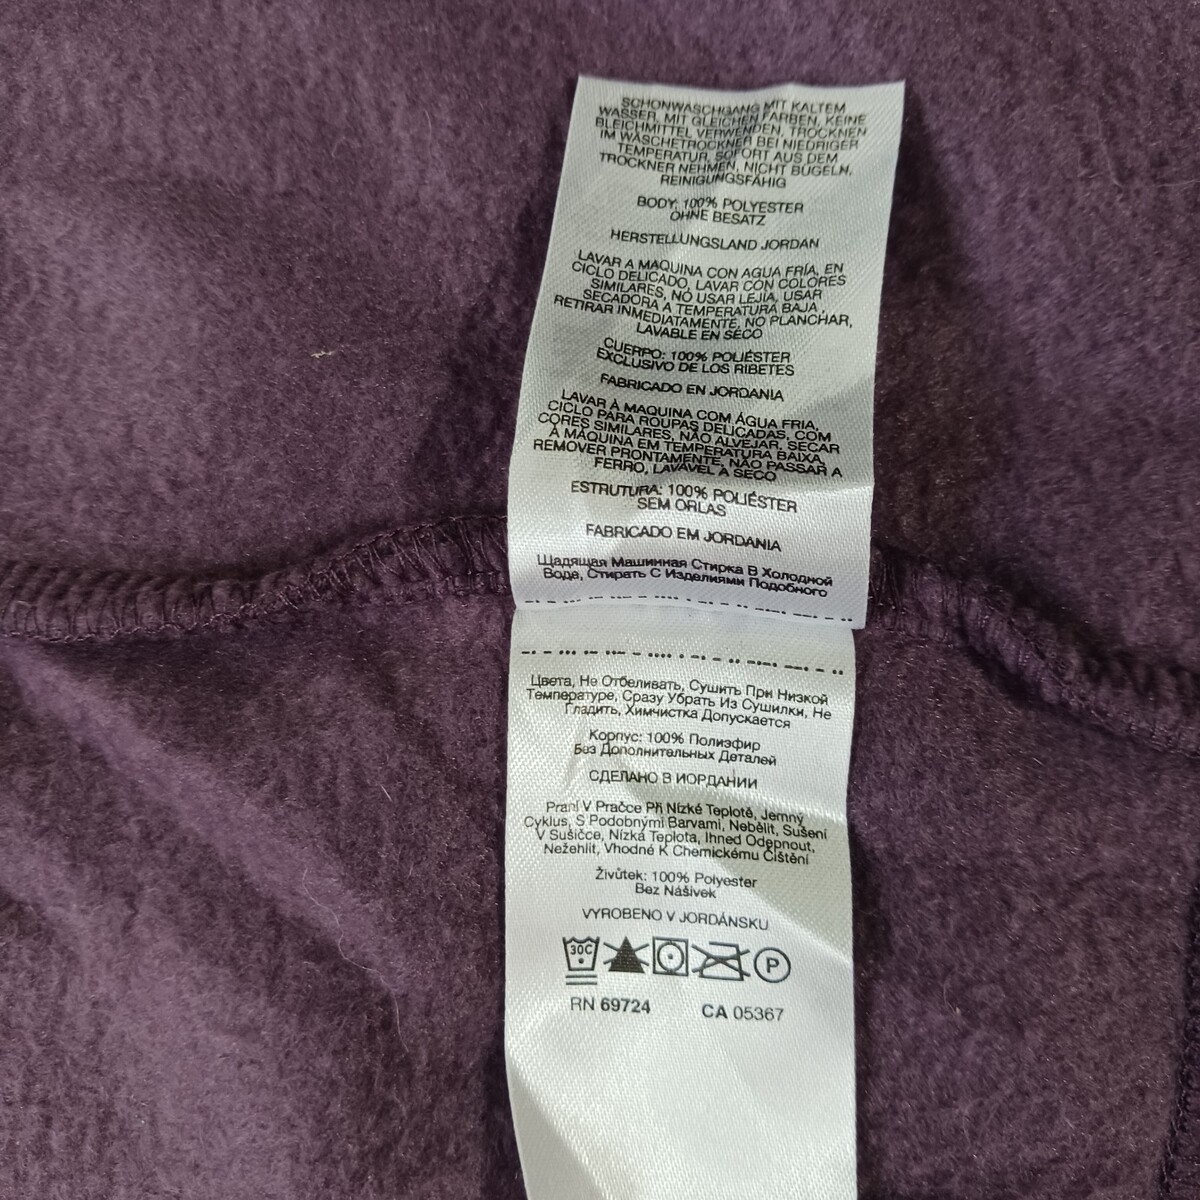 SCHONWASCHGANG MIT KALTEM
WASSER, MIT GLEICHEN FARBEN, KEINE
BLEICHMITTEL VERWENDEN, TROCKNEN
IM WÄSCHETROCKNER BEI NIEDRIGER
TEMPERATUR, SOFORT AUS DEM
TROCKNER NEHMEN, NICHT BÜGELN,
REINIGUNGSFÄHIG
BODY: 100% POLYESTER
OHNE BESATZ
HERSTELLUNGSLAND JORDAN
LAVAR A MAQUINA CON AGUA FRÍA, EN
CICLO DELICADO, LAVAR CON COLORES
SIMILARES, NO USAR LEJIA, USAR
SECADORA A TEMPERATURA BAJA,
RETIRAR INMEDIATAMENTE, NO PLANCHAR,
LAVABLE EN SECO
CUERPO: 100% POLIÉSTER
EXCLUSIVO DE LOS RIBETES
FABRICADO EN JORDANIA
LAVAR À MAQUINA COM ÁGUA FRIA,
CICLO PARA ROUPAS DELICADAS, COM
CORES SIMILARES, NÃO ALVEJAR, SECAR
À MÁQUINA EM TEMPERATURA BAIXA,
REMOVER PRONTAMENTE, NÃO PASSAR A
FERRO, LAVÁVEL A SECO
ESTRUTURA: 100% POLIÉSTER
SEM ORLAS
FABRICADO EM JORDANIA
Щадящая Машинная Стирка В Холодной
Воде, Стирать С Изделиями Подобного
Цвета, Не Отбеливать, Сушить При Низкой
Температуре, Сразу Убрать Из Сушилки, Не
Гладить, Химчистка Допускается
Корпус: 100% Полиэфир
Без Дополнительных Деталей
СДЕЛАНО В ИОРДАНИИ
Praní V Pračce Při Nízké Teplotě, Jemný
Cyklus, S Podobnými Barvami, Nebělit, Sušení
V Sušičce, Nízká Teplota, Ihned Odepnout,
Nežehlit, Vhodné K Chemickému Čištění
Živůtek: 100% Polyester
Bez Nášivek
VYROBENO V JORDÁNSKU
30C P
RN 69724 CA 05367